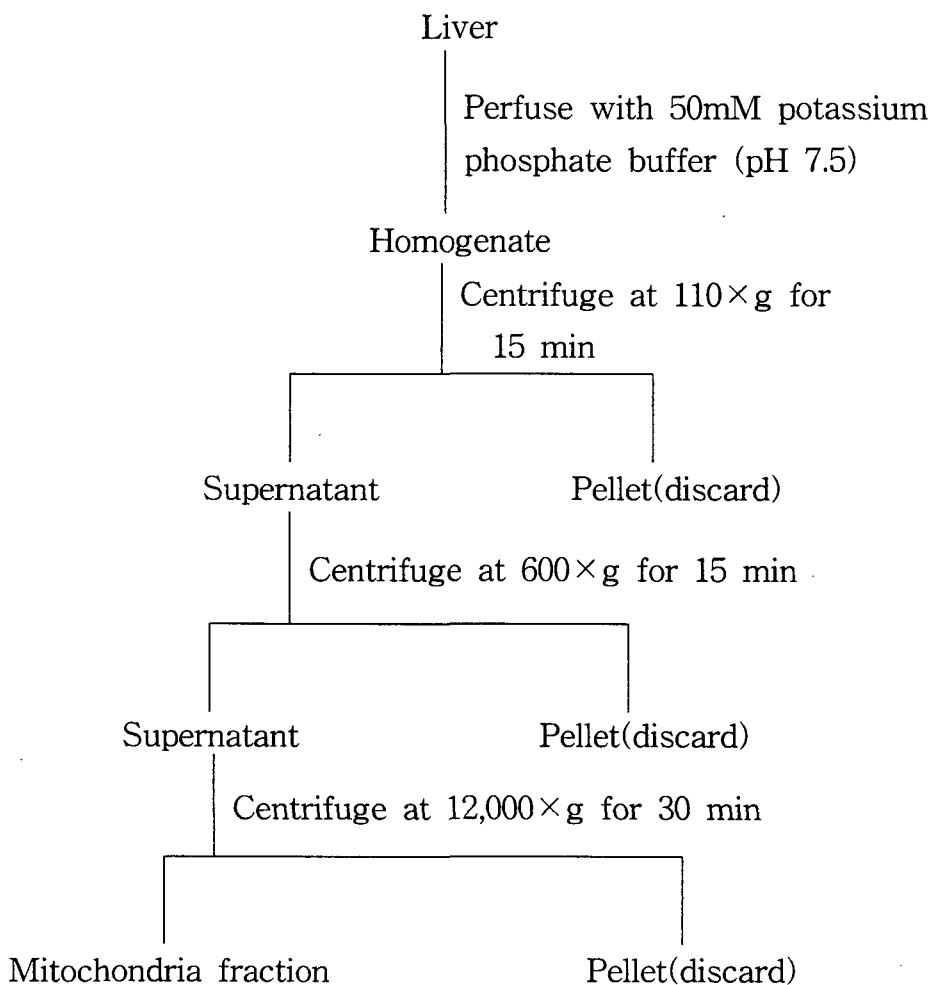 Liver
Perfuse with 50mM potassium
phosphate buffer (pH 7.5)
Homogenate
Centrifuge at 110×g for
15 min
Supernatant Pellet(discard)
Centrifuge at 600×g for 15 min
Supernatant Pellet(discard)
Centrifuge at 12,000×g for 30 min
Mitochondria fraction Pellet(discard)